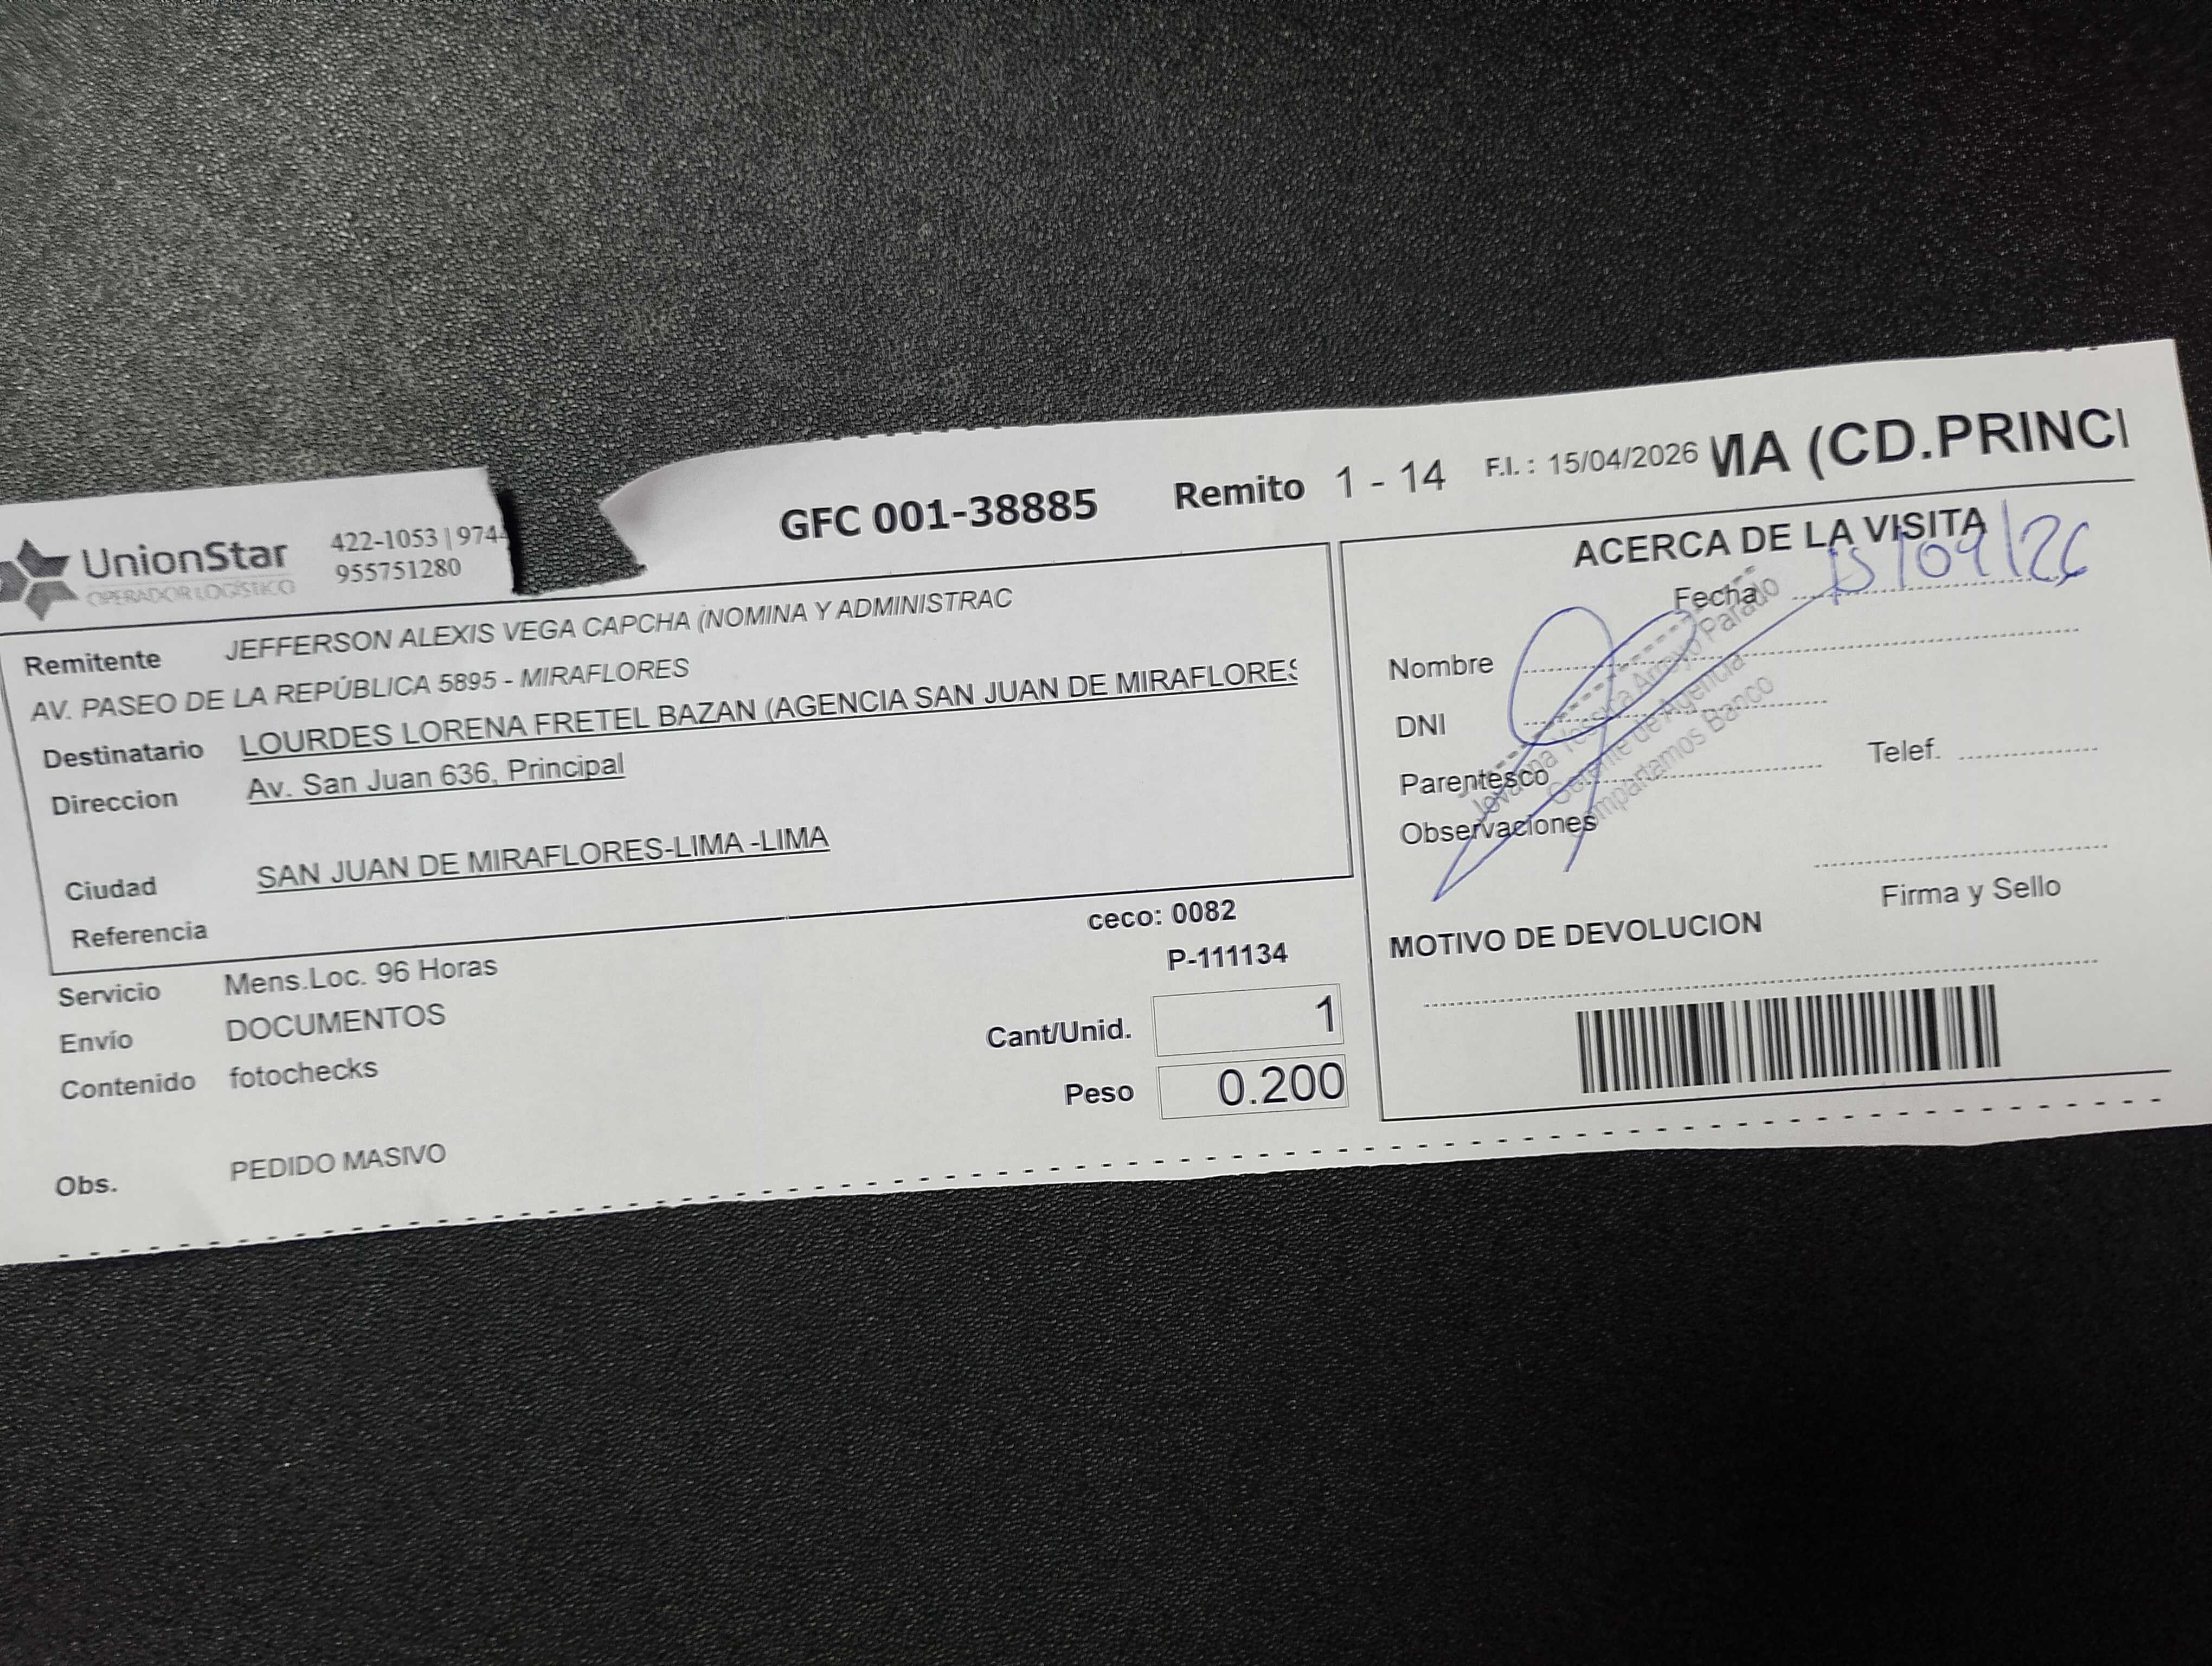 UnionStar
OPERADOR LOGÍSTICO
422-1053 | 974
955751280
GFC 001-38885
Remito 1 - 14
F.I. : 15/04/2026
MA (CD.PRINCI
Remitente JEFFERSON ALEXIS VEGA CAPCHA (NOMINA Y ADMINISTRAC
AV. PASEO DE LA REPÚBLICA 5895 - MIRAFLORES
Destinatario LOURDES LORENA FRETEL BAZAN (AGENCIA SAN JUAN DE MIRAFLORES
Direccion Av. San Juan 636, Principal
Ciudad SAN JUAN DE MIRAFLORES-LIMA -LIMA
Referencia
ceco: 0082
P-111134
Servicio Mens.Loc. 96 Horas
Envío DOCUMENTOS
Contenido fotochecks
Cant/Unid. 1
Peso 0.200
Obs. PEDIDO MASIVO
ACERCA DE LA VISITA
Fecha /26
Nombre
DNI
Parentesco
Telef.
Observaciones
Arroyo
Gerente de Agencia
Compartamos Banco
Firma y Sello
MOTIVO DE DEVOLUCION